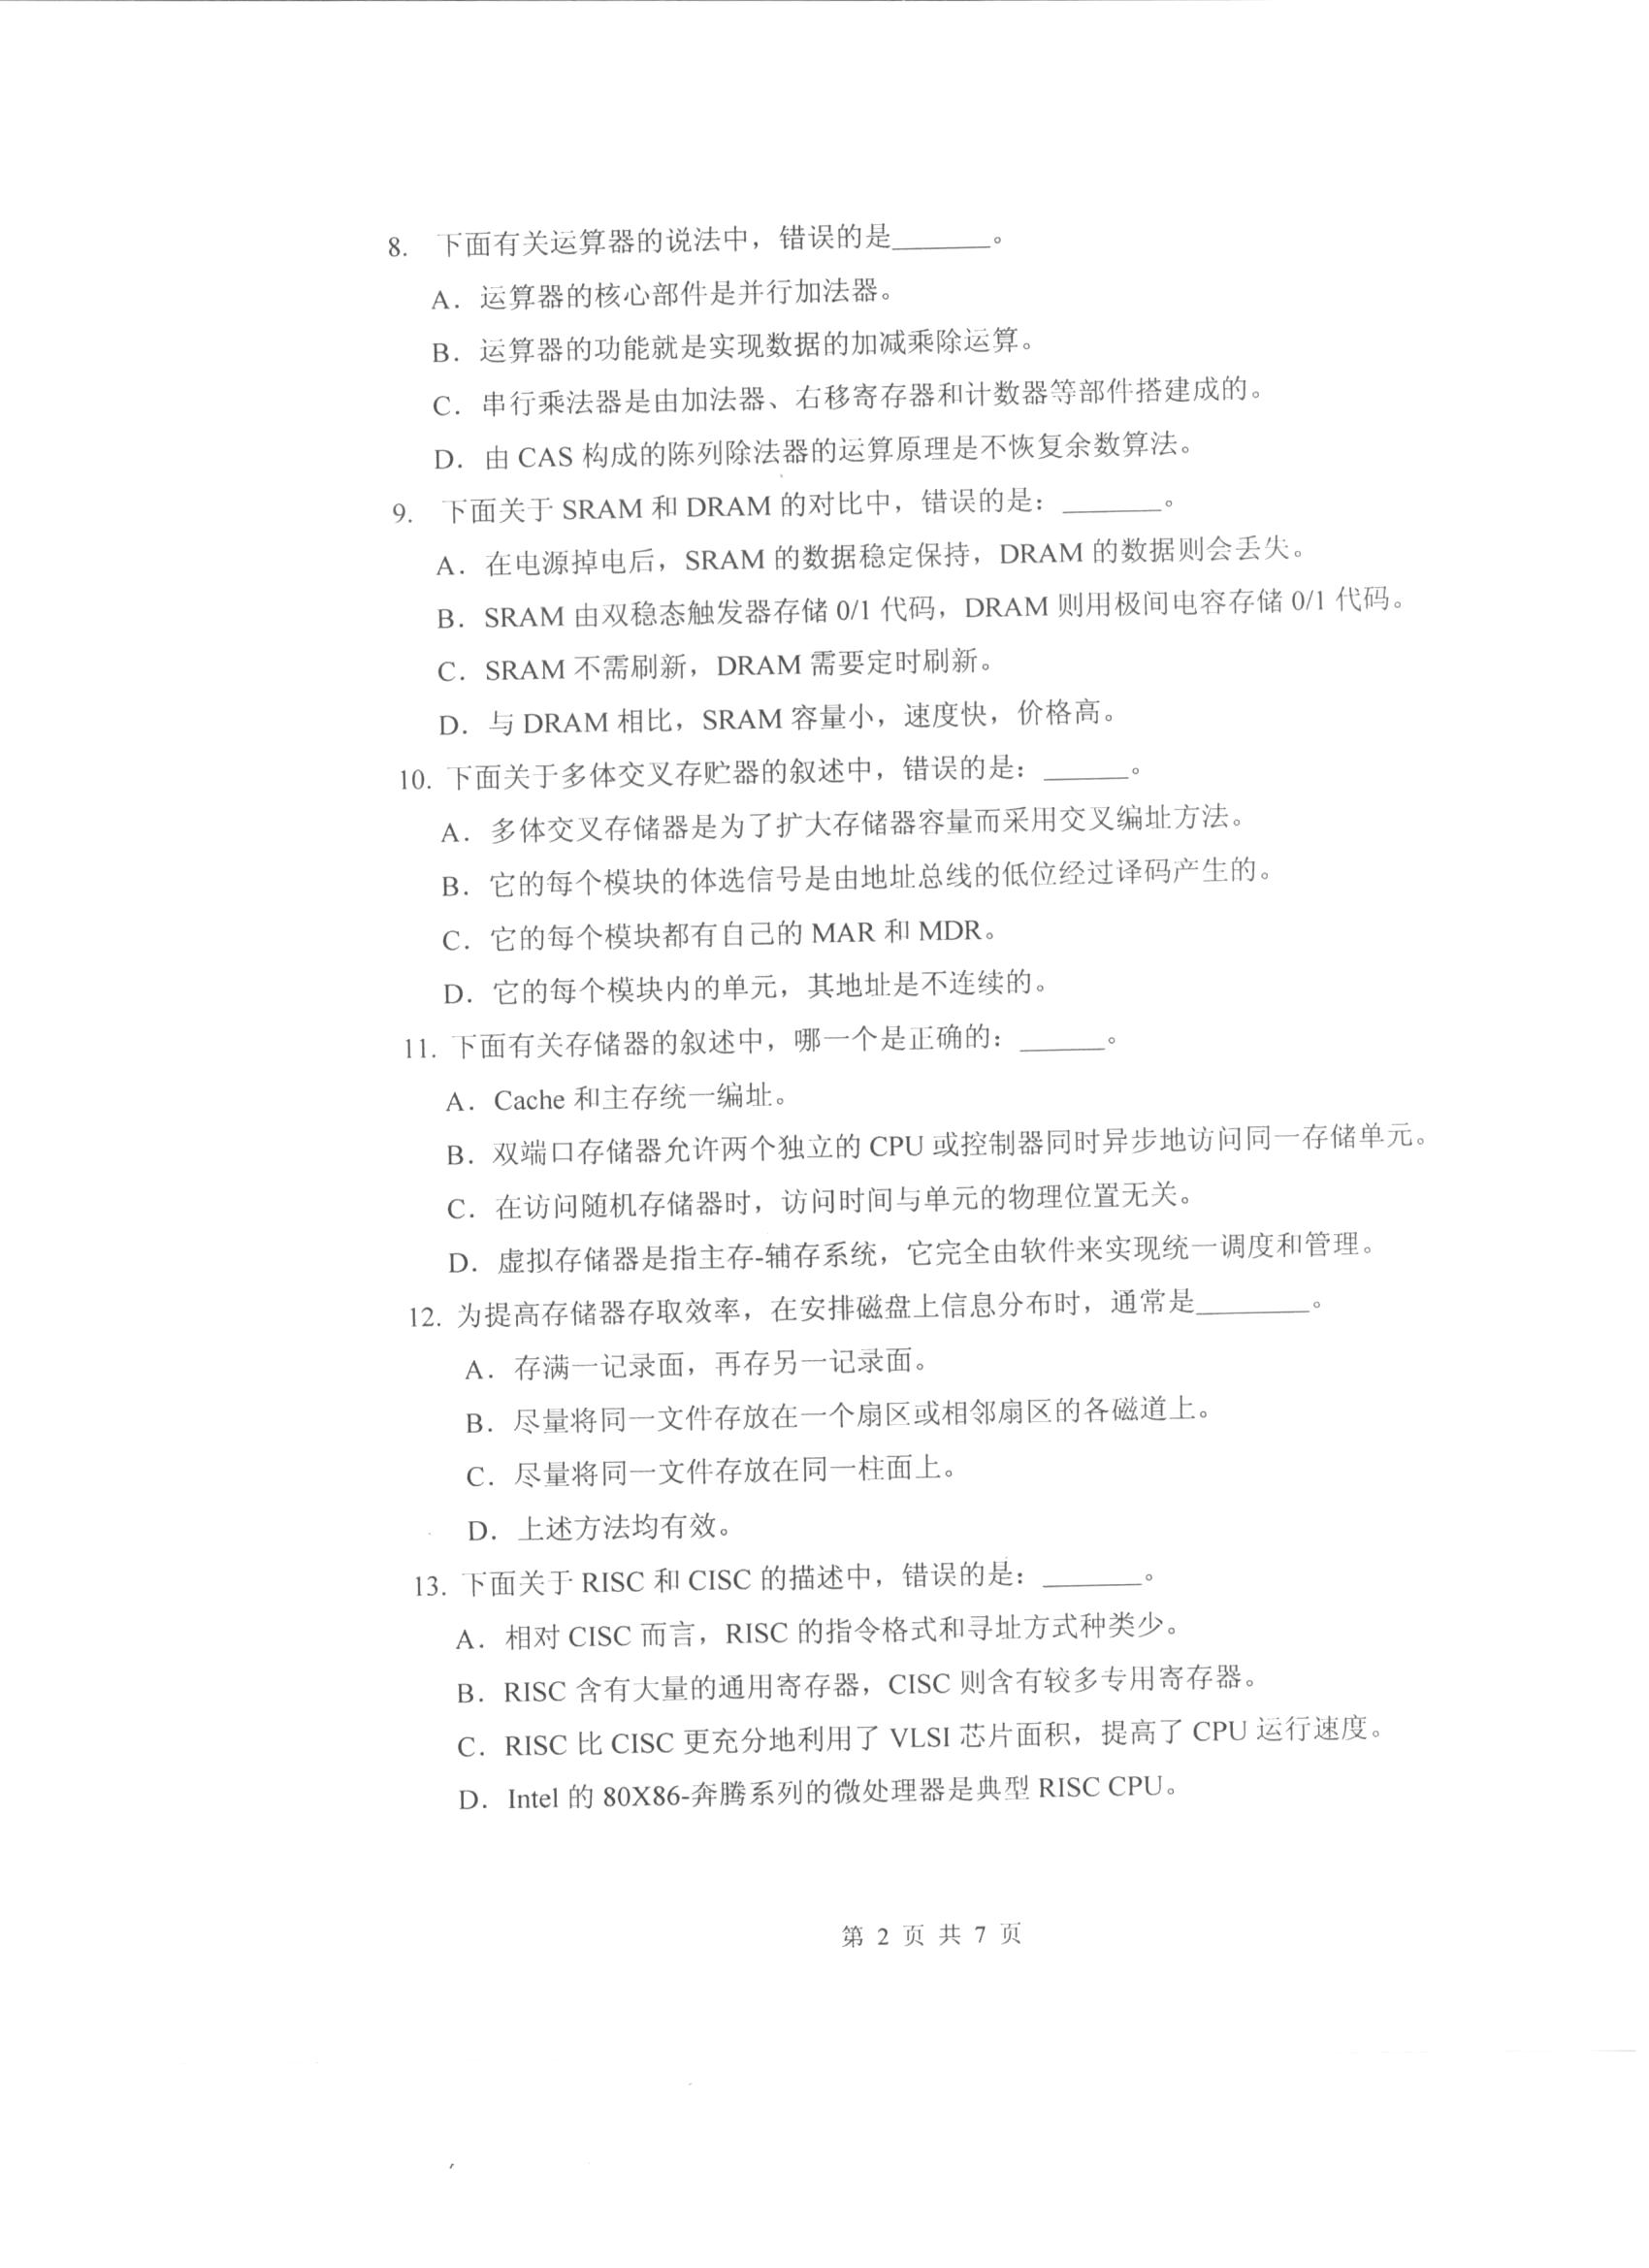 8. 下面有关运算器的说法中，错误的是_______。
A．运算器的核心部件是并行加法器。
B．运算器的功能就是实现数据的加减乘除运算。
C．串行乘法器是由加法器、右移寄存器和计数器等部件搭建成的。
D．由 CAS 构成的陈列除法器的运算原理是不恢复余数算法。
9. 下面关于 SRAM 和 DRAM 的对比中，错误的是：_______。
A．在电源掉电后，SRAM 的数据稳定保持，DRAM 的数据则会丢失。
B．SRAM 由双稳态触发器存储 0/1 代码，DRAM 则用极间电容存储 0/1 代码。
C．SRAM 不需刷新，DRAM 需要定时刷新。
D．与 DRAM 相比，SRAM 容量小，速度快，价格高。
10. 下面关于多体交叉存贮器的叙述中，错误的是：______。
A．多体交叉存储器是为了扩大存储器容量而采用交叉编址方法。
B．它的每个模块的体选信号是由地址总线的低位经过译码产生的。
C．它的每个模块都有自己的 MAR 和 MDR。
D．它的每个模块内的单元，其地址是不连续的。
11. 下面有关存储器的叙述中，哪一个是正确的：______。
A．Cache 和主存统一编址。
B．双端口存储器允许两个独立的 CPU 或控制器同时异步地访问同一存储单元。
C．在访问随机存储器时，访问时间与单元的物理位置无关。
D．虚拟存储器是指主存-辅存系统，它完全由软件来实现统一调度和管理。
12. 为提高存储器存取效率，在安排磁盘上信息分布时，通常是________。
A．存满一记录面，再存另一记录面。
B．尽量将同一文件存放在一个扇区或相邻扇区的各磁道上。
C．尽量将同一文件存放在同一柱面上。
D．上述方法均有效。
13. 下面关于 RISC 和 CISC 的描述中，错误的是：_______。
A．相对 CISC 而言，RISC 的指令格式和寻址方式种类少。
B．RISC 含有大量的通用寄存器，CISC 则含有较多专用寄存器。
C．RISC 比 CISC 更充分地利用了 VLSI 芯片面积，提高了 CPU 运行速度。
D．Intel 的 80X86-奔腾系列的微处理器是典型 RISC CPU。
第 2 页 共 7 页